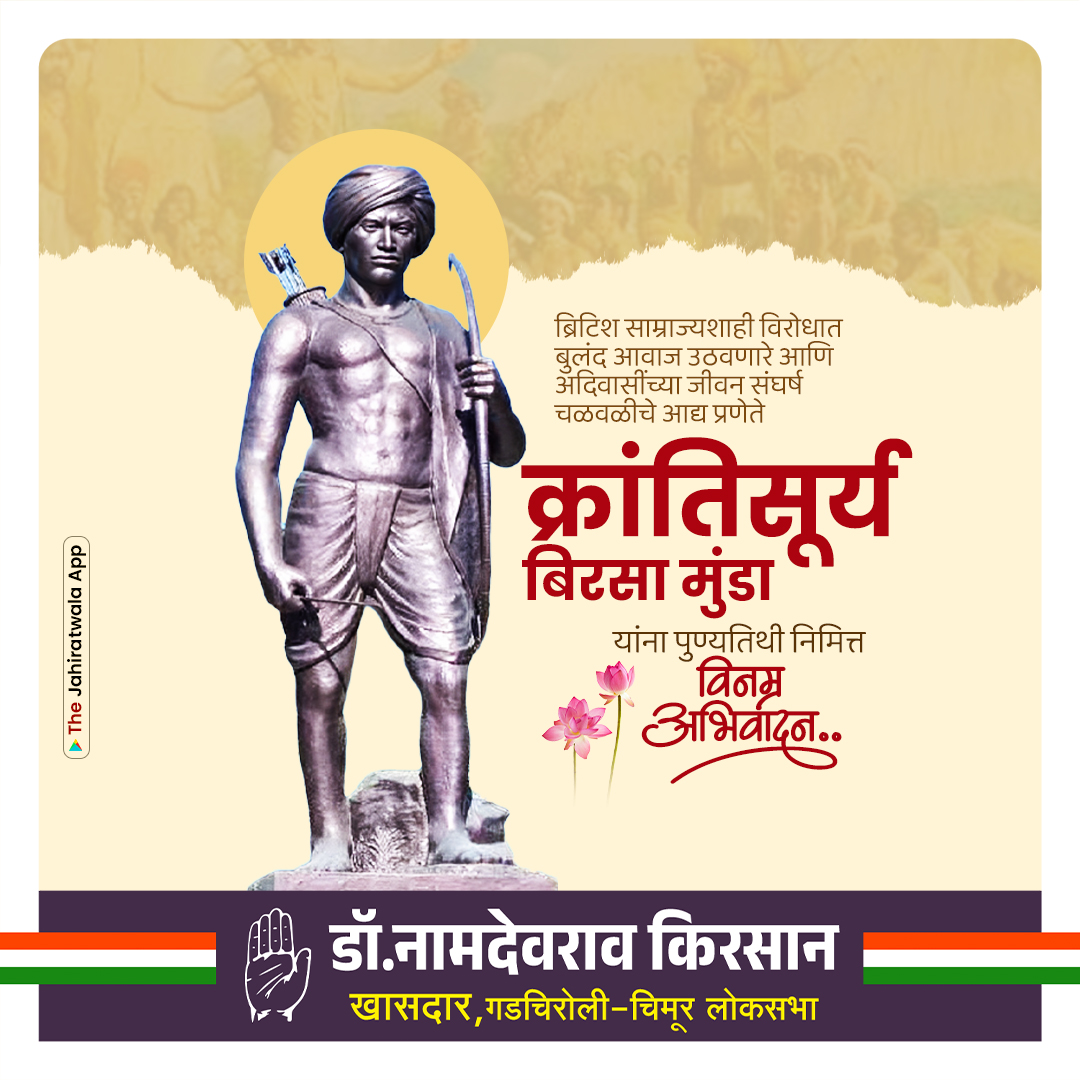 ब्रिटिश साम्राज्यशाही विरोधात
बुलंद आवाज उठवणारे आणि
अदिवासींच्या जीवन संघर्ष
चळवळीचे आद्य प्रणेते
क्रांतिसूर्य
बिरसा मुंडा
यांना पुण्यतिथी निमित्त
विनम्र
अभिवादन..
The Jahiratwala App
डॉ.नामदेवराव किरसान
खासदार,गडचिरोली-चिमूर लोकसभा